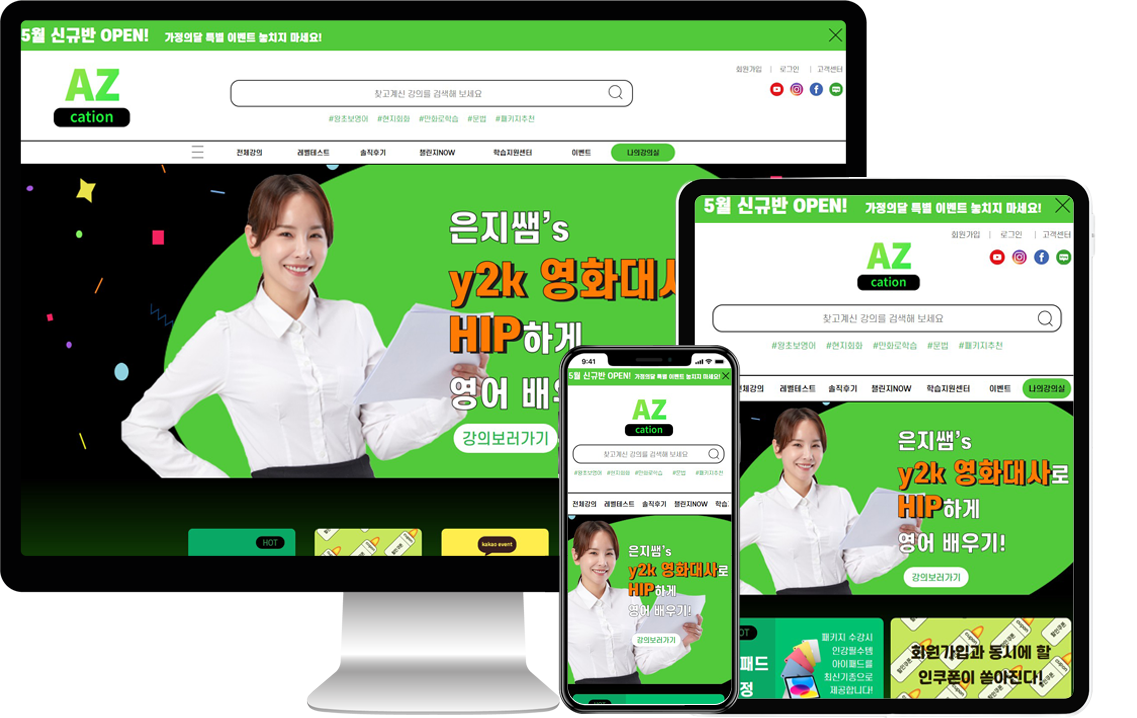 5월 신규반 OPEN! 가정의달 특별 이벤트 놓치지 마세요!
회원가입 | 로그인 | 고객센터
AZ
cation
찾고계신 강의를 검색해 보세요
#왕초보영어 #현지회화 #만화로학습 #문법 #패키지추천
전체강의 레벨테스트 솔직후기 챌린지NOW 학습지원센터 이벤트 나의강의실
은지쌤's
y2k 영화대사
HIP하게
영어 배우
강의보러가기
HOT
kakao event
5월 신규반 OPEN! 가정의달 특별 이벤트 놓치지 마세요!
회원가입 | 로그인 | 고객센터
AZ
cation
찾고계신 강의를 검색해 보세요
#왕초보영어 #현지회화 #만화로학습 #문법 #패키지추천
체강의 레벨테스트 솔직후기 챌린지NOW 학습지원센터 이벤트 나의강의실
은지쌤's
y2k 영화대사로
HIP하게
영어 배우기!
강의보러가기
OT
패드
정
패키지 수강시
인강필수템
아이패드를
최신기종으로
제공합니다!
회원가입과 동시에 할
인쿠폰이 쏟아진다!
9:41
5월 신규반 OPEN! 가정의달 특별 이벤트 놓치지 마세요!
AZ
cation
찾고계신 강의를 검색해 보세요
#왕초보영어 #현지회화 #만화로학습 #문법 #패키지추천
전체강의 레벨테스트 솔직후기 챌린지NOW 학습
은지쌤's
y2k 영화대사로
HIP하게
영어 배우기!
강의보러가기